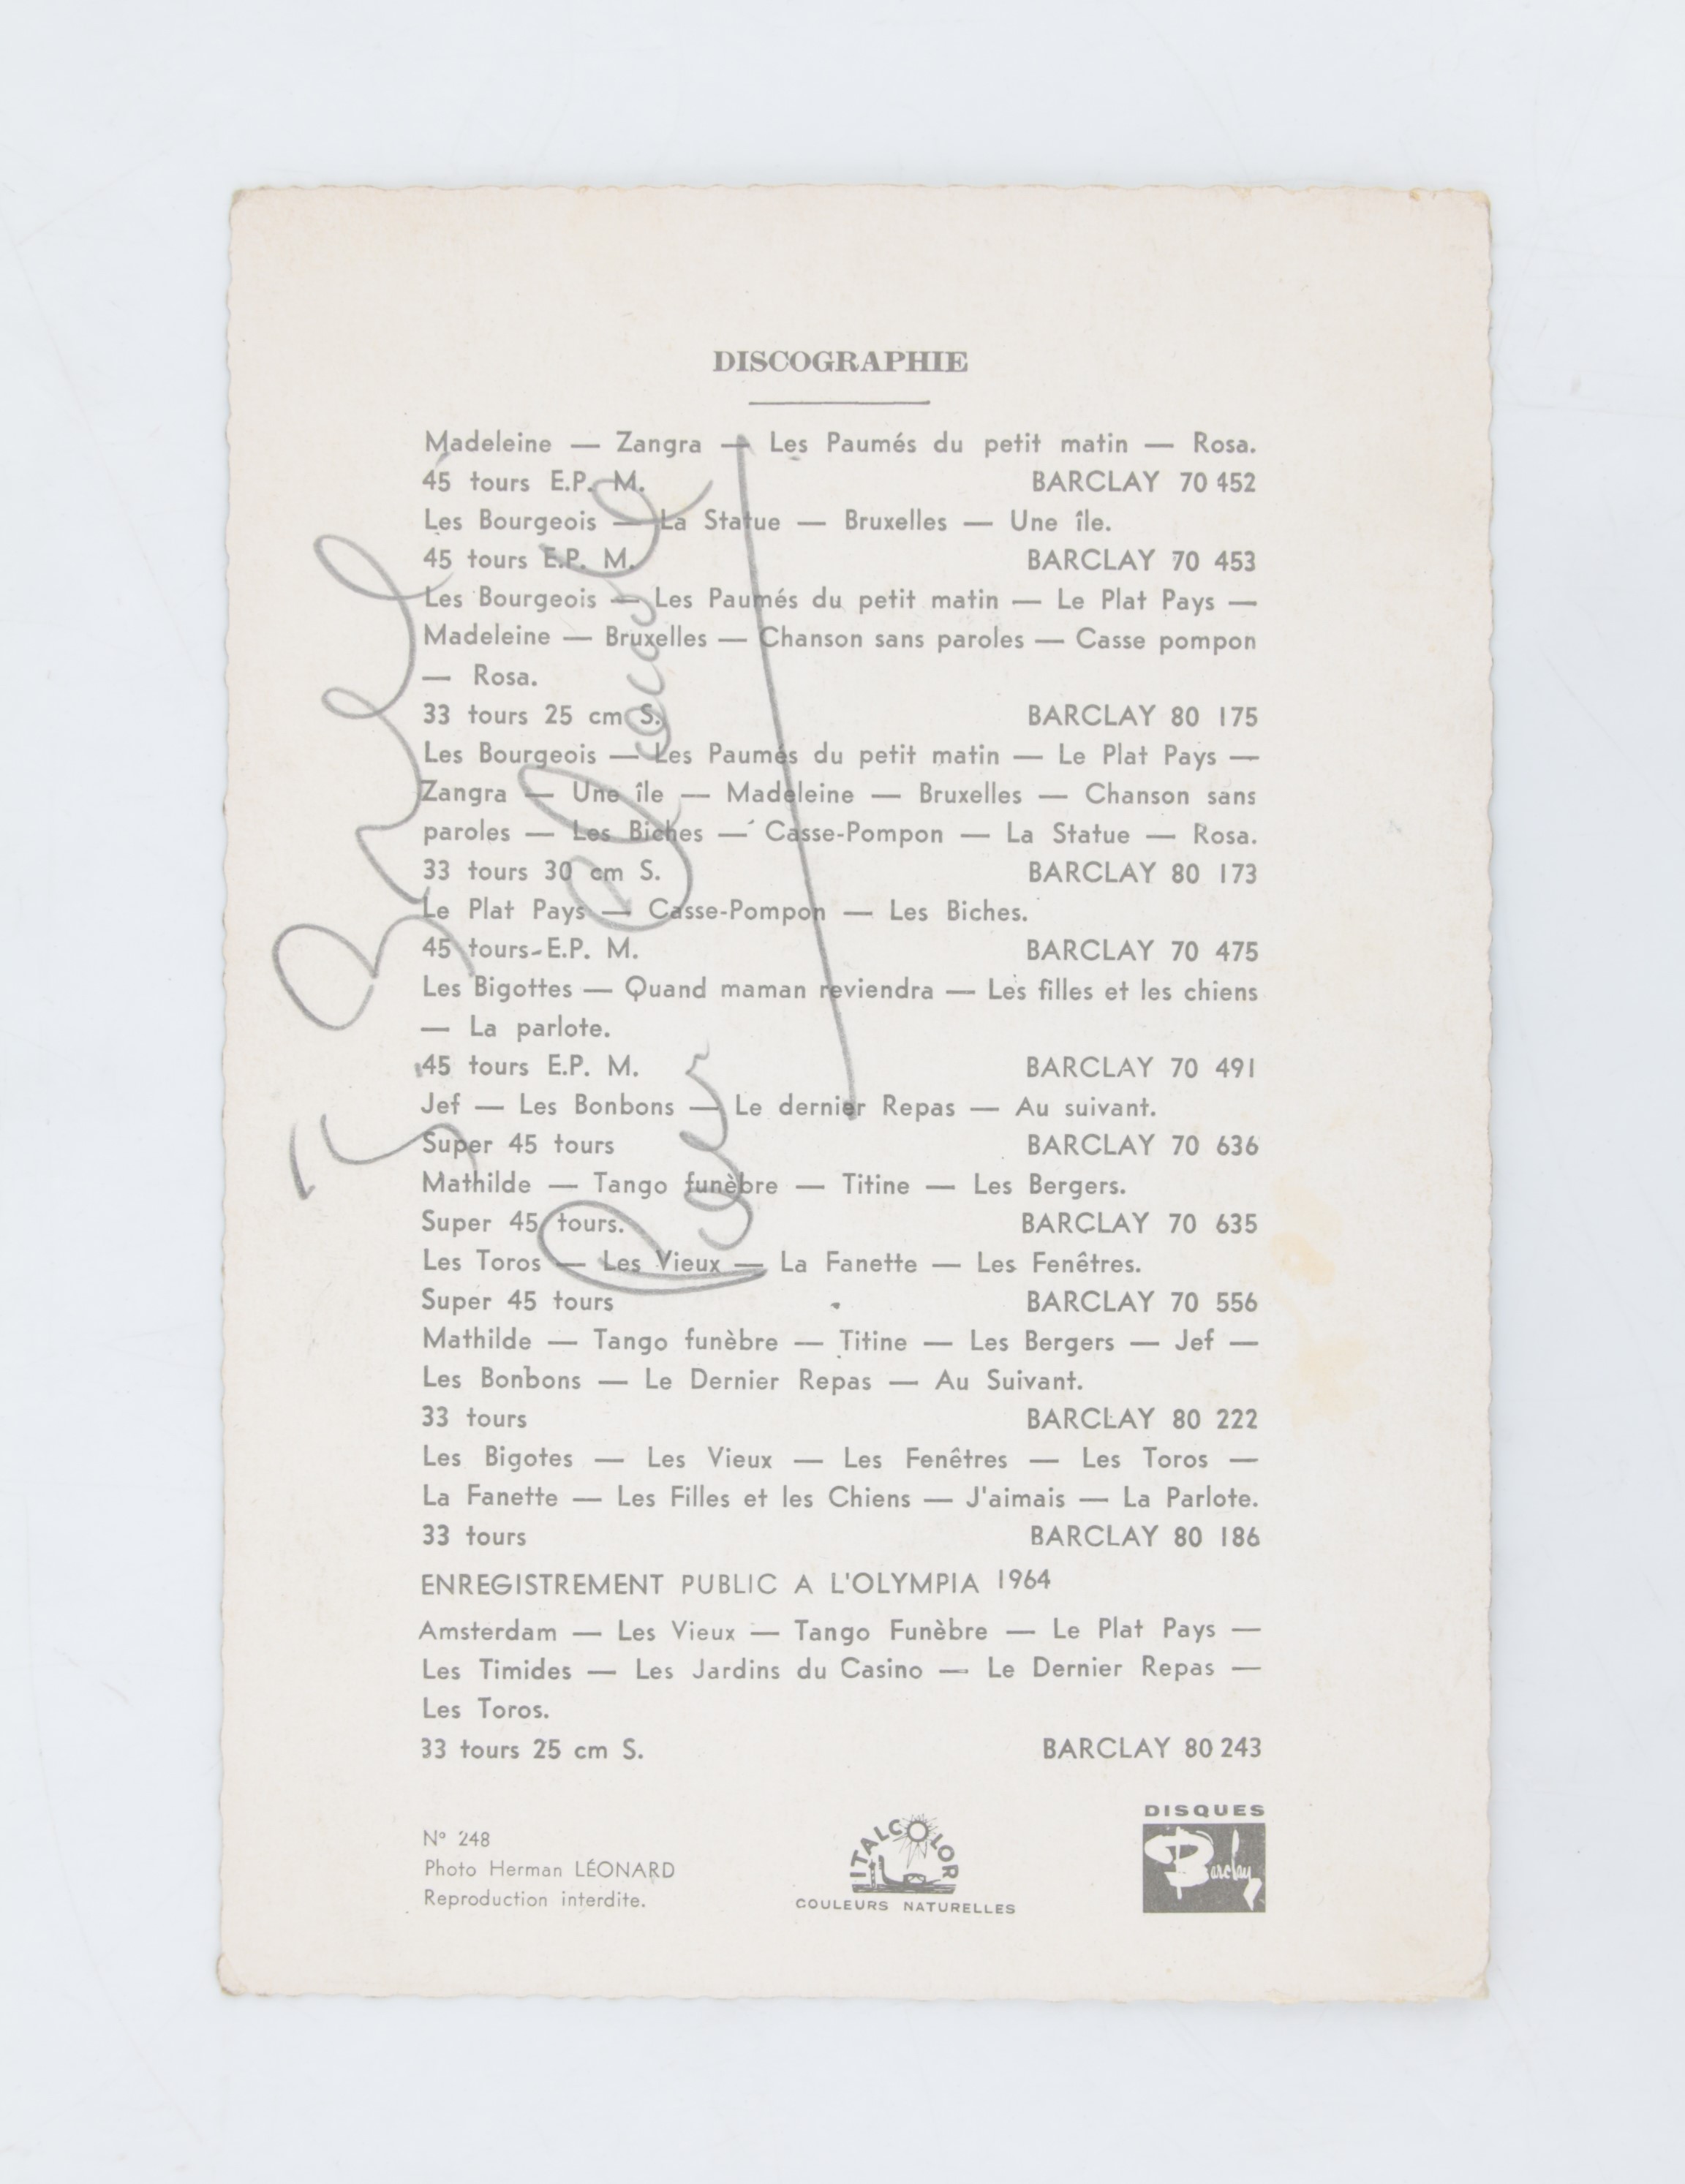 DISCOGRAPHIE
Madeleine — Zangra — Les Paumés du petit matin — Rosa.
45 tours E.P. M. BARCLAY 70 452
Les Bourgeois — La Statue — Bruxelles — Une île.
45 tours E.P. M. BARCLAY 70 453
Les Bourgeois — Les Paumés du petit matin — Le Plat Pays —
Madeleine — Bruxelles — Chanson sans paroles — Casse pompon
— Rosa.
33 tours 25 cm S. BARCLAY 80 175
Les Bourgeois — Les Paumés du petit matin — Le Plat Pays —
Zangra — Une île — Madeleine — Bruxelles — Chanson sans
paroles — Les Biches — Casse-Pompon — La Statue — Rosa.
33 tours 30 cm S. BARCLAY 80 173
Le Plat Pays — Casse-Pompon — Les Biches.
45 tours-E.P. M. BARCLAY 70 475
Les Bigottes — Quand maman reviendra — Les filles et les chiens
— La parlote.
45 tours E.P. M. BARCLAY 70 491
Jef — Les Bonbons — Le dernier Repas — Au suivant.
Super 45 tours BARCLAY 70 636
Mathilde — Tango funèbre — Titine — Les Bergers.
Super 45 tours. BARCLAY 70 635
Les Toros — Les Vieux — La Fanette — Les Fenêtres.
Super 45 tours BARCLAY 70 556
Mathilde — Tango funèbre — Titine — Les Bergers — Jef —
Les Bonbons — Le Dernier Repas — Au Suivant.
33 tours BARCLAY 80 222
Les Bigotes — Les Vieux — Les Fenêtres — Les Toros —
La Fanette — Les Filles et les Chiens — J'aimais — La Parlote.
33 tours BARCLAY 80 186
ENREGISTREMENT PUBLIC A L'OLYMPIA 1964
Amsterdam — Les Vieux — Tango Funèbre — Le Plat Pays —
Les Timides — Les Jardins du Casino — Le Dernier Repas —
Les Toros.
33 tours 25 cm S. BARCLAY 80 243
N° 248
Photo Herman LÉONARD
Reproduction interdite.
ITALCOLOR
COULEURS NATURELLES
DISQUES
Barclay
J Brel